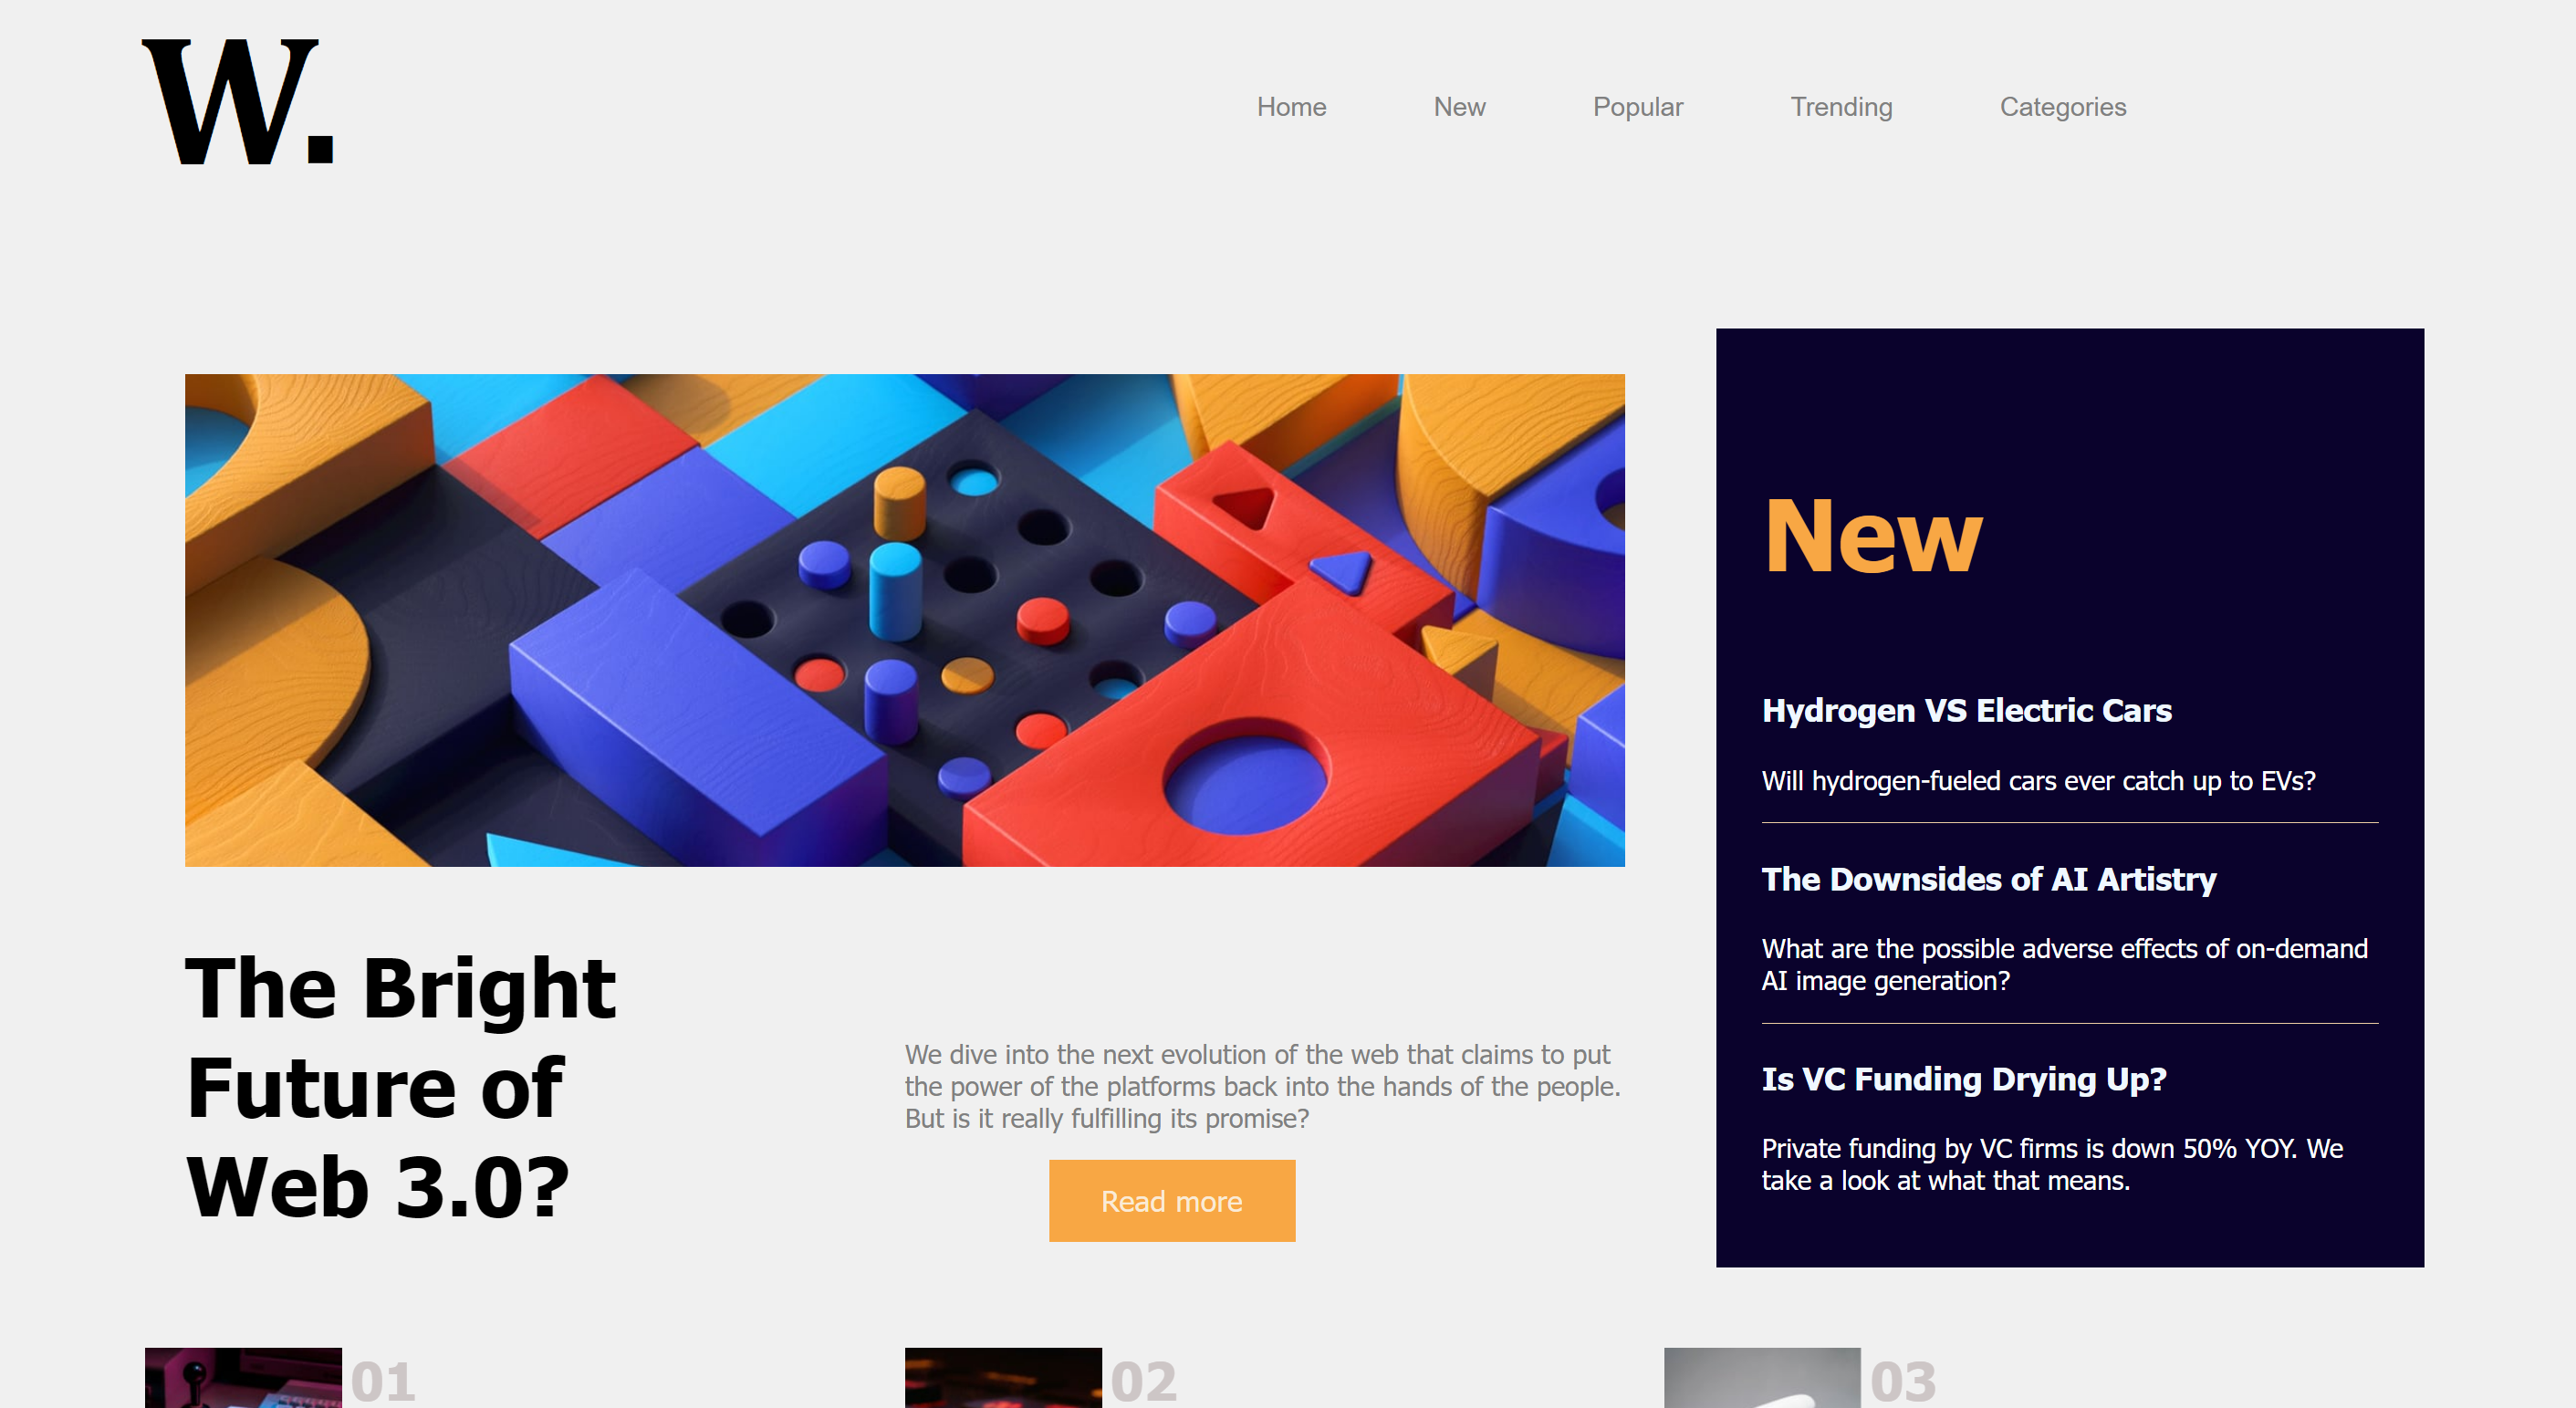 W.
Home
New
Popular
Trending
Categories
The Bright
Future of
Web 3.0?
We dive into the next evolution of the web that claims to put
the power of the platforms back into the hands of the people.
But is it really fulfilling its promise?
Read more
New
Hydrogen VS Electric Cars
Will hydrogen-fueled cars ever catch up to EVs?
The Downsides of AI Artistry
What are the possible adverse effects of on-demand
AI image generation?
Is VC Funding Drying Up?
Private funding by VC firms is down 50% YOY. We
take a look at what that means.
01
02
03